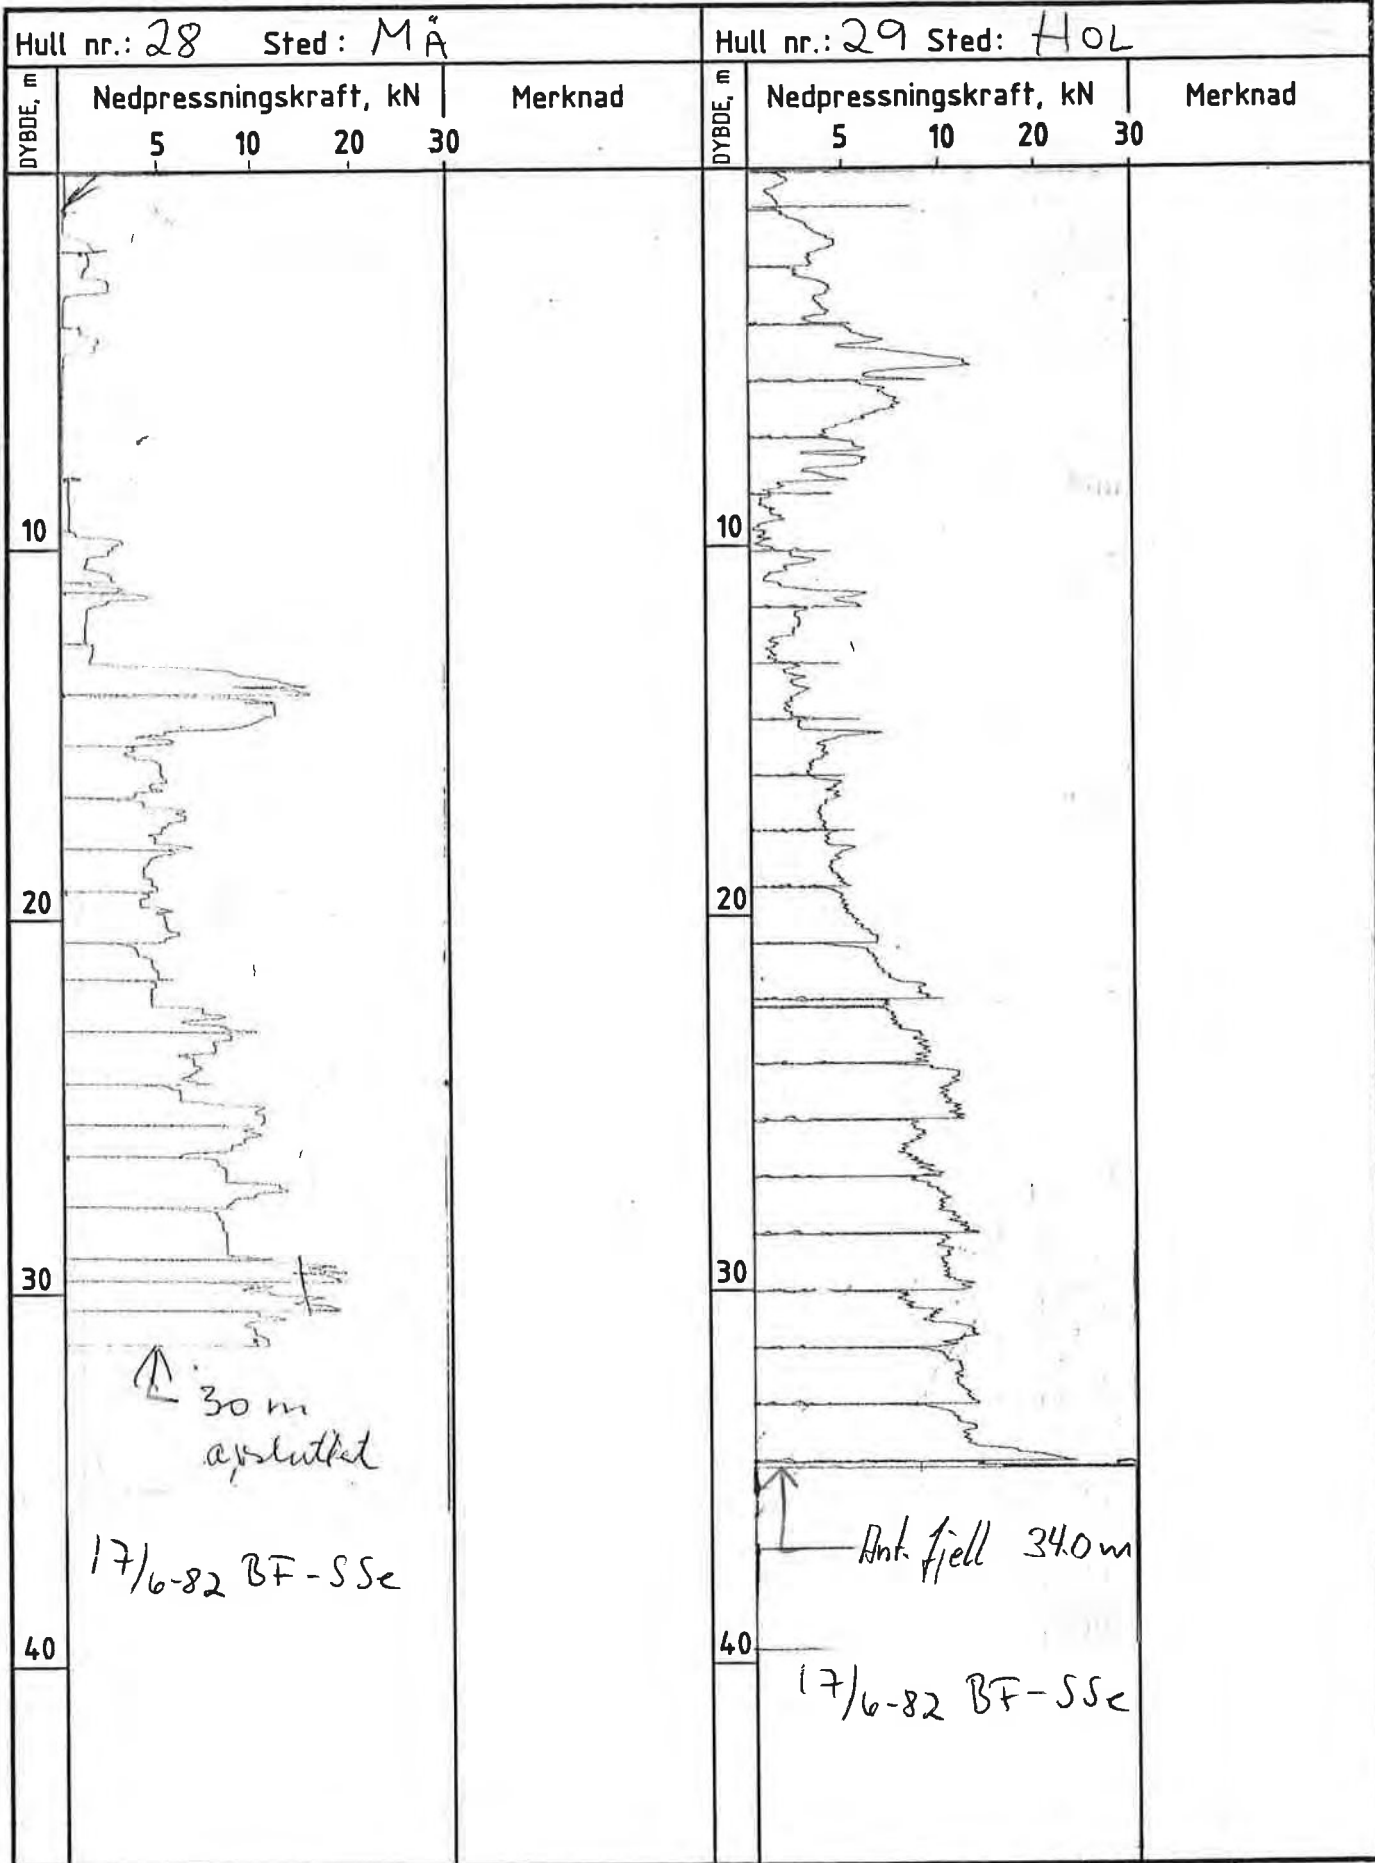 Hull nr.: 28 Sted: MÄ
DYBDE, m
Nedpressningskraft, kN
Merknad
5 10 20 30
10
20
30
30 m
avsluttet
17/6-82 BF-SSe
40
Hull nr.: 29 Sted: HOL
DYBDE, m
Nedpressningskraft, kN
Merknad
5 10 20 30
10
20
30
Ant. fjell 34.0 m
40
17/6-82 BF-SSe